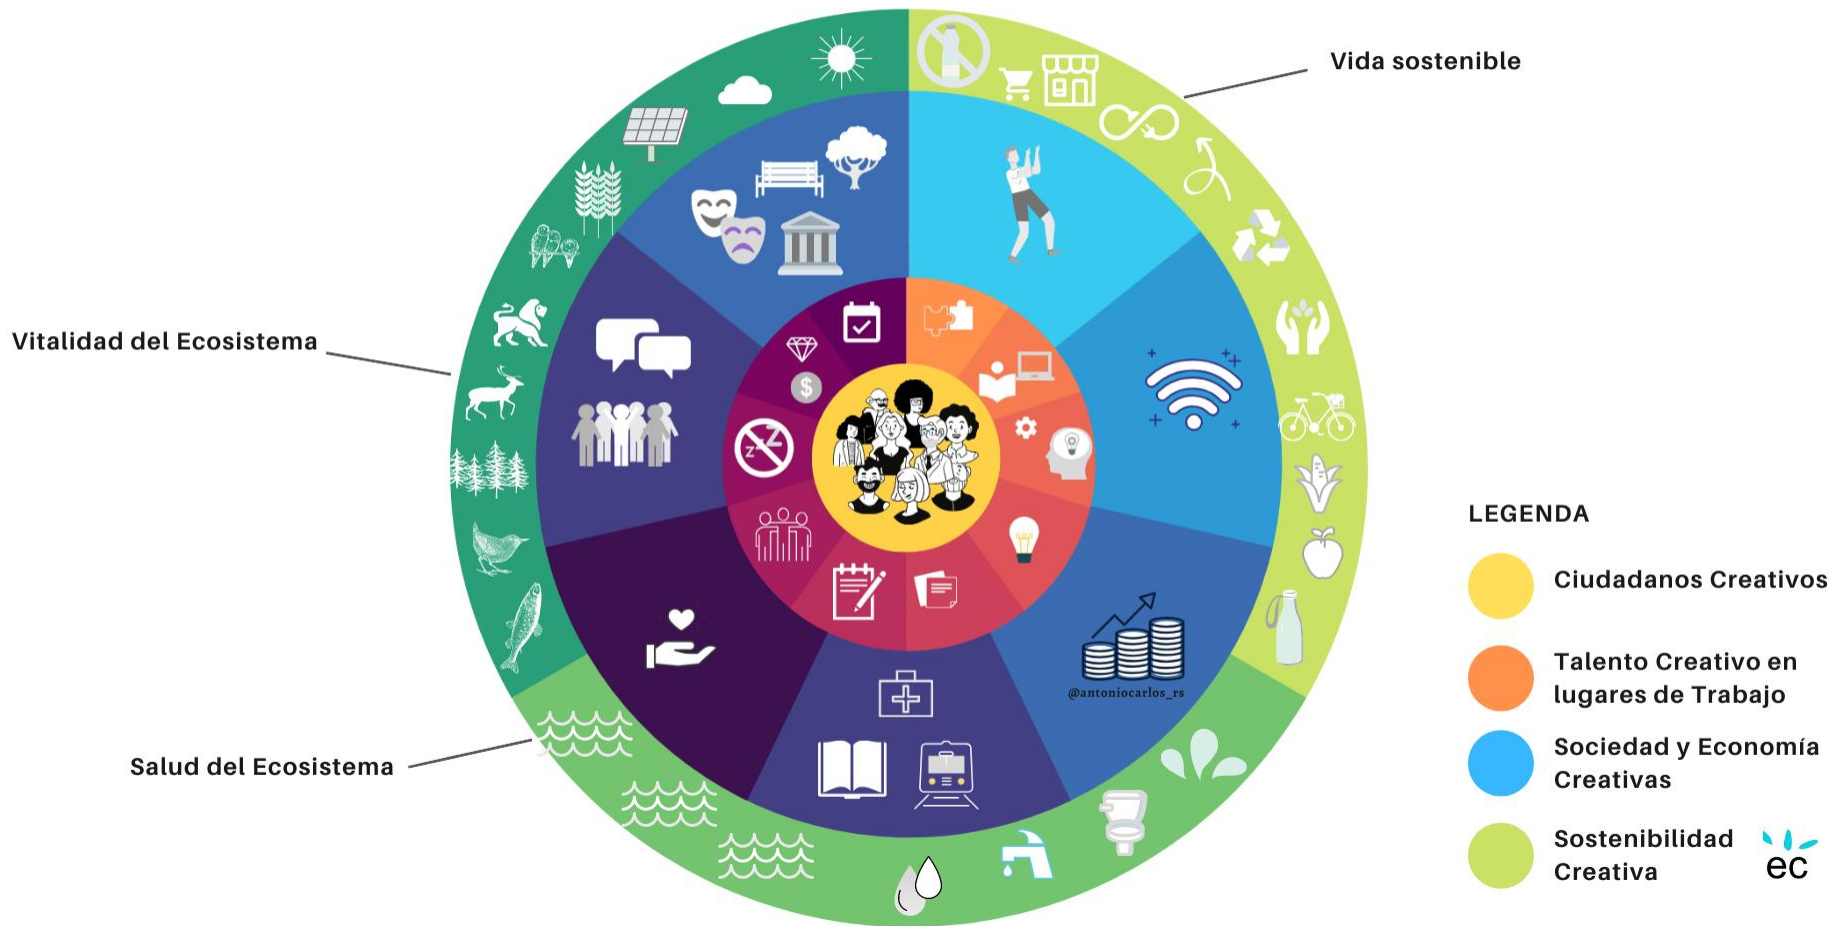 Vida sostenible
Vitalidad del Ecosistema
$
z
z
@antoniocarlos_rs
Salud del Ecosistema
LEGENDA
Ciudadanos Creativos
Talento Creativo en
lugares de Trabajo
Sociedad y Economía
Creativas
Sostenibilidad
Creativa
ec